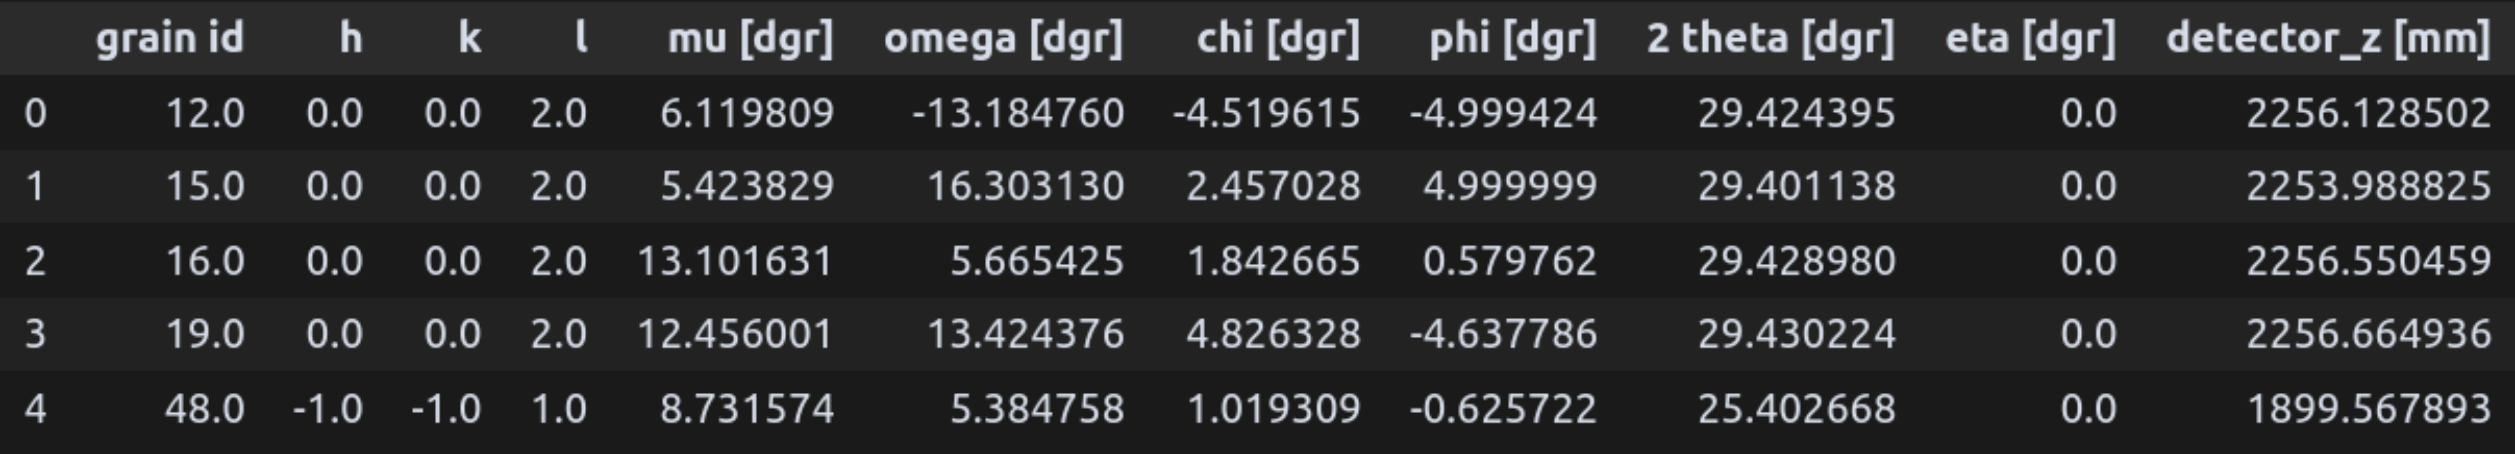 grain id h k l mu [dgr] omega [dgr] chi [dgr] phi [dgr] 2 theta [dgr] eta [dgr] detector_z [mm]
0 12.0 0.0 0.0 2.0 6.119809 -13.184760 -4.519615 -4.999424 29.424395 0.0 2256.128502
1 15.0 0.0 0.0 2.0 5.423829 16.303130 2.457028 4.999999 29.401138 0.0 2253.988825
2 16.0 0.0 0.0 2.0 13.101631 5.665425 1.842665 0.579762 29.428980 0.0 2256.550459
3 19.0 0.0 0.0 2.0 12.456001 13.424376 4.826328 -4.637786 29.430224 0.0 2256.664936
4 48.0 -1.0 -1.0 1.0 8.731574 5.384758 1.019309 -0.625722 25.402668 0.0 1899.567893